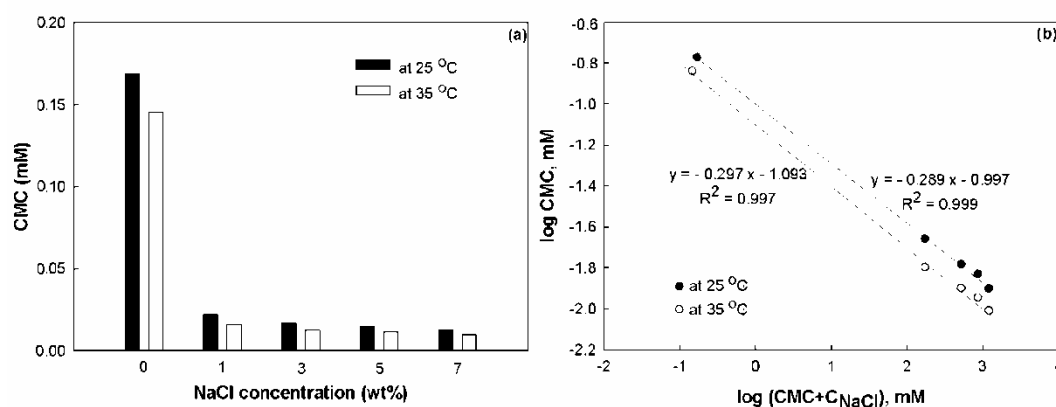 (a)
0.20
0.15
0.10
0.05
0.00
CMC (mM)
at 25 °C
at 35 °C
0 1 3 5 7
NaCl concentration (wt%)
(b)
-0.6
-0.8
-1.0
-1.2
-1.4
-1.6
-1.8
-2.0
-2.2
log CMC, mM
y = - 0.297 x - 1.093
R² = 0.997
y = - 0.289 x - 0.997
R² = 0.999
at 25 °C
at 35 °C
-2 -1 0 1 2 3 4
log (CMC+C_NaCl), mM